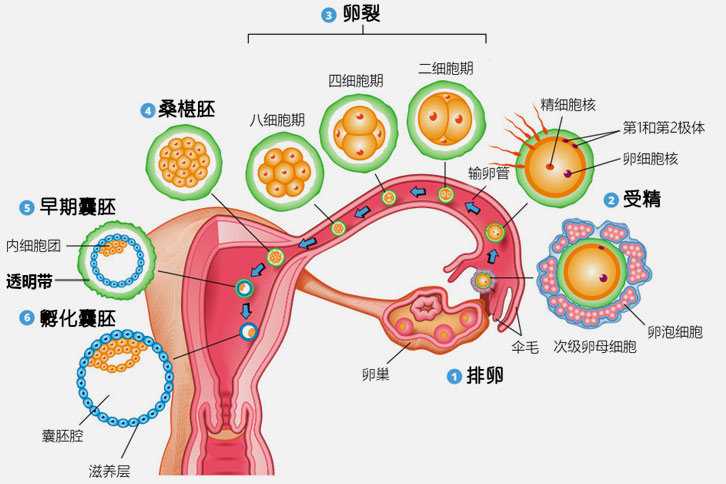 3 卵裂
二细胞期
四细胞期
八细胞期
4 桑椹胚
精细胞核
第1和第2极体
卵细胞核
输卵管
2 受精
5 早期囊胚
内细胞团
透明带
6 孵化囊胚
卵泡细胞
次级卵母细胞
伞毛
卵巢
1 排卵
囊胚腔
滋养层